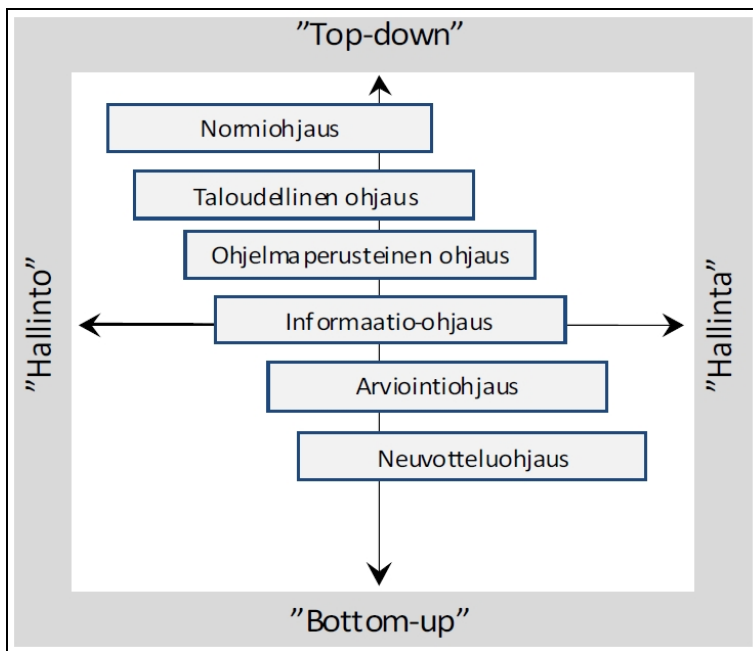 ”Top-down”
Normiohjaus
Taloudellinen ohjaus
Ohjelmaperusteinen ohjaus
”Hallinto”
Informaatio-ohjaus
”Hallinta”
Arviointiohjaus
Neuvotteluohjaus
”Bottom-up”